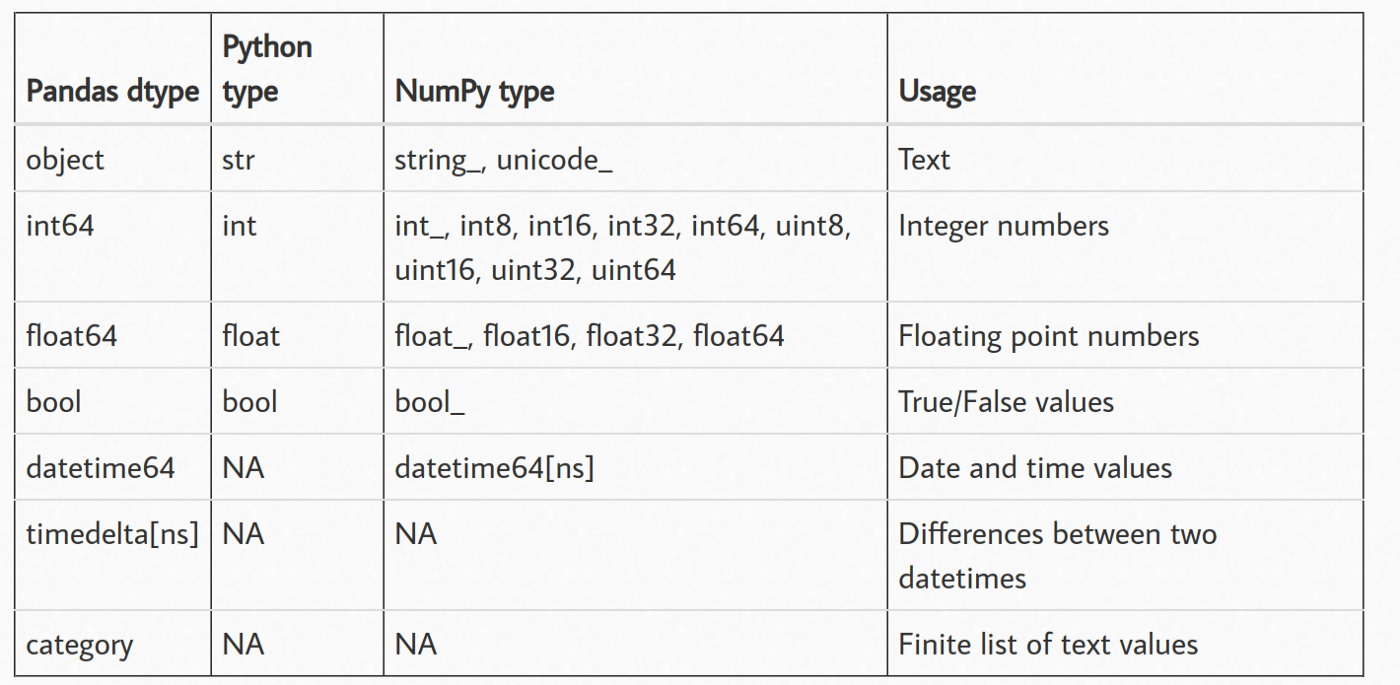 Pandas dtype Python type NumPy type Usage
object str string_, unicode_ Text
int64 int int_, int8, int16, int32, int64, uint8, Integer numbers
uint16, uint32, uint64
float64 float float_, float16, float32, float64 Floating point numbers
bool bool bool_ True/False values
datetime64 NA datetime64[ns] Date and time values
timedelta[ns] NA NA Differences between two
datetimes
category NA NA Finite list of text values